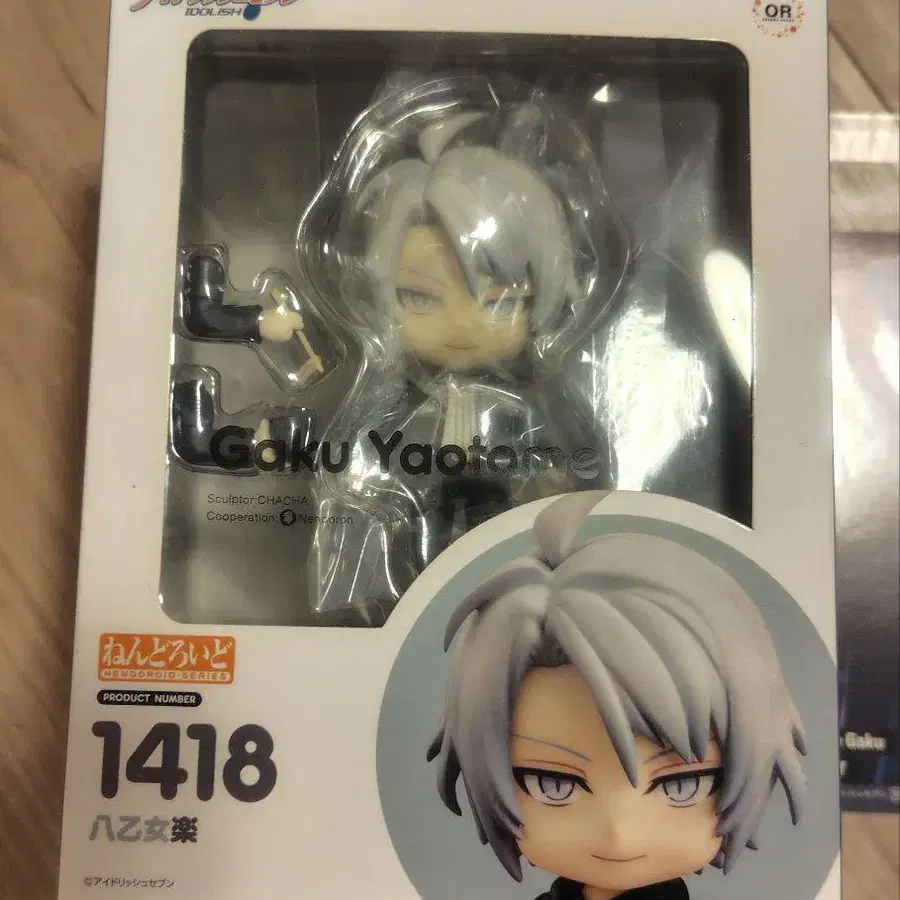 IDOLISH
OR
Gaku Yaotome
Sculptor:CHACHA
Cooperation: Nendoron
ねんどろいど
NENDOROID・SERIES
PRODUCT NUMBER
1418
八乙女楽
©アイドリッシュセブン
Gaku